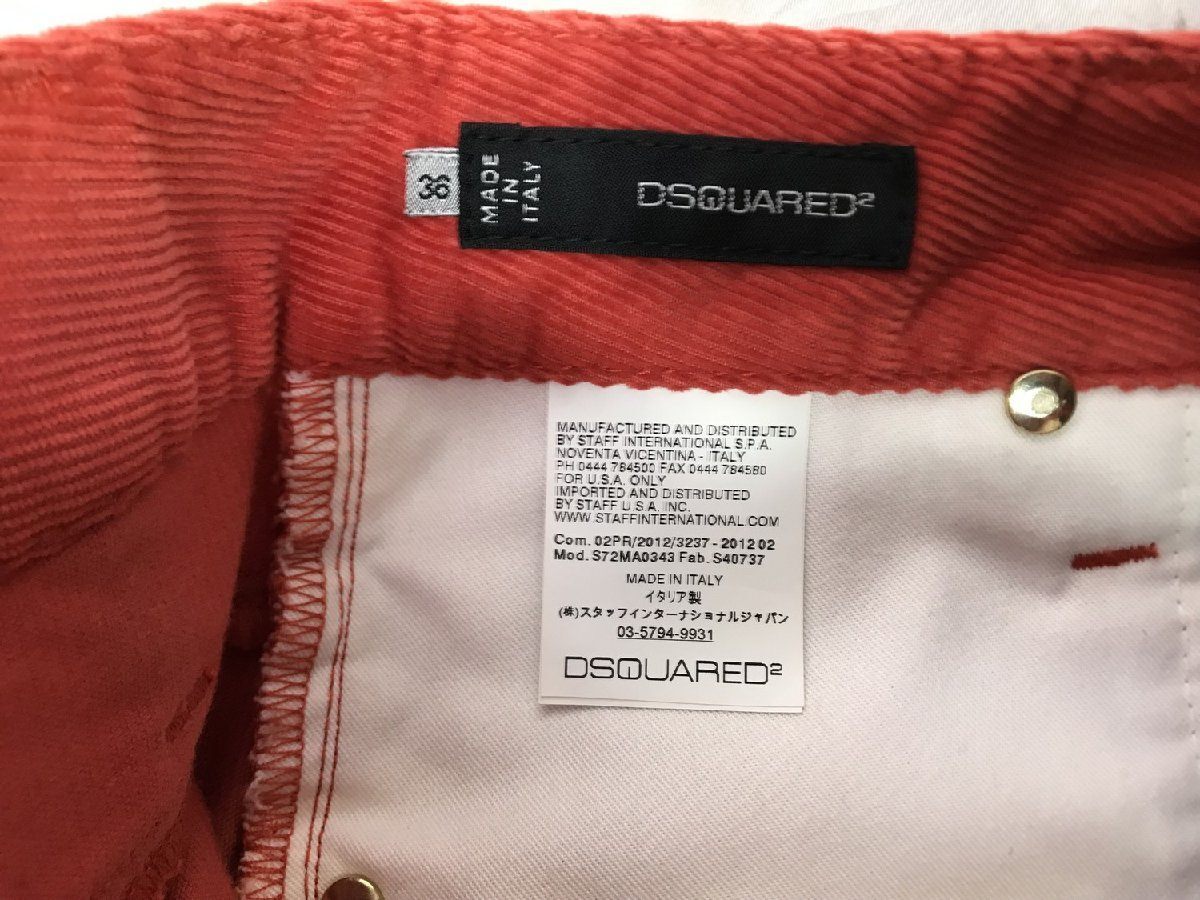 36
MADE
IN
ITALY
DSQUARED²
MANUFACTURED AND DISTRIBUTED
BY STAFF INTERNATIONAL S.P.A.
NOVENTA VICENTINA - ITALY
PH 0444 784500 FAX 0444 784580
FOR U.S.A. ONLY
IMPORTED AND DISTRIBUTED
BY STAFF U.S.A. INC.
WWW.STAFFINTERNATIONAL.COM
Com. 02PR/2012/3237 - 2012 02
Mod. S72MA0343 Fab. S40737
MADE IN ITALY
イタリア製
(株)スタッフインターナショナルジャパン
03-5794-9931
DSQUARED²